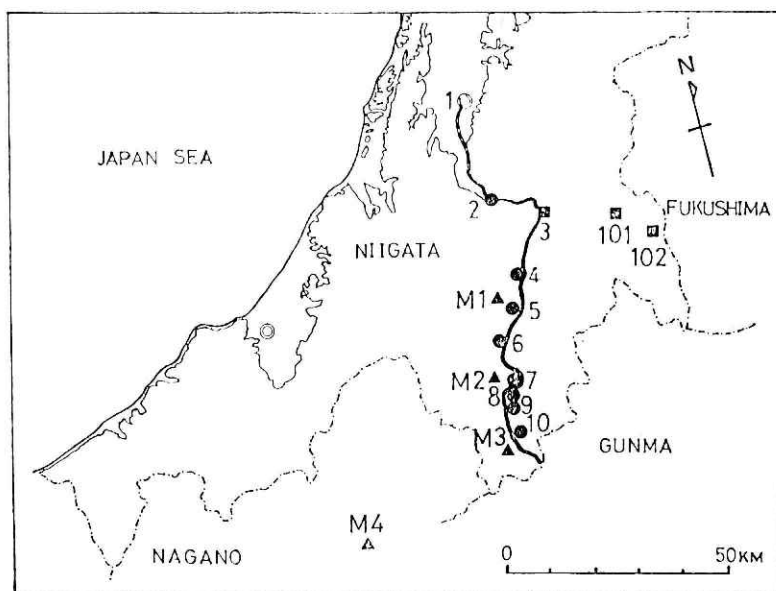 N
JAPAN SEA
1
2
3
101
FUKUSHIMA
102
NIIGATA
4
M1
5
6
M2
7
8
9
10
M3
GUNMA
M4
NAGANO
0
50KM